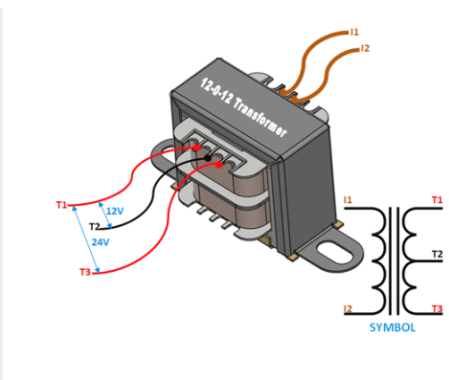 I1
I2
12-0-12 Transformer
T1
12V
T2
24V
T3
I1
T1
T2
I2
T3
SYMBOL